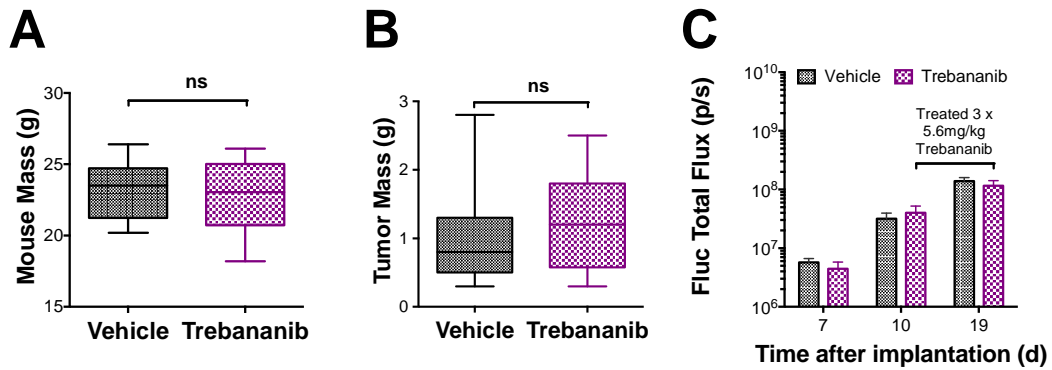 A
Mouse Mass (g)
30
25
20
15
ns
Vehicle Trebananib
B
Tumor Mass (g)
3
2
1
0
ns
Vehicle Trebananib
C
Fluc Total Flux (p/s)
10^10
10^9
10^8
10^7
10^6
Vehicle Trebananib
Treated 3 x
5.6mg/kg
Trebananib
7 10 19
Time after implantation (d)